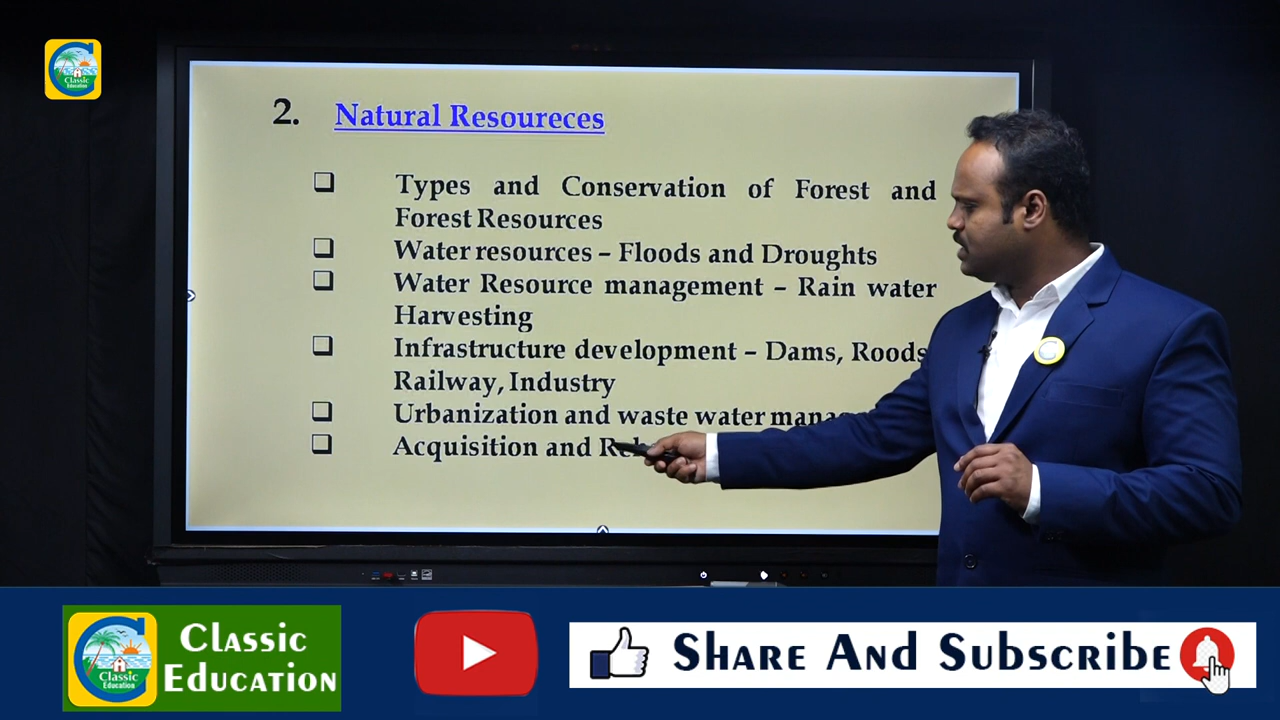 Classic
Education
2. Natural Resoureces
Types and Conservation of Forest and
Forest Resources
Water resources – Floods and Droughts
Water Resource management – Rain water
Harvesting
Infrastructure development – Dams, Roods
Railway, Industry
Urbanization and waste water
Acquisition and
Classic
Education
Classic
Education
Share And Subscribe